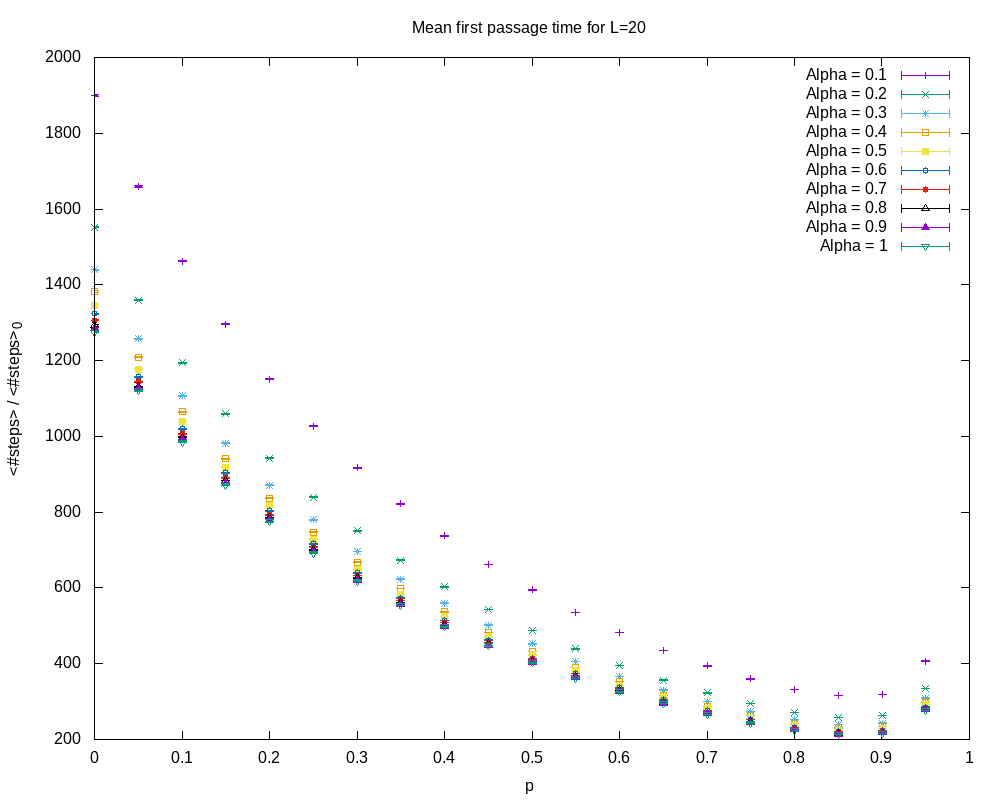 Mean first passage time for L=20
2000
1800
1600
1400
1200
1000
800
600
400
200
<#steps> / <#steps>0
Alpha = 0.1
Alpha = 0.2
Alpha = 0.3
Alpha = 0.4
Alpha = 0.5
Alpha = 0.6
Alpha = 0.7
Alpha = 0.8
Alpha = 0.9
Alpha = 1
0 0.1 0.2 0.3 0.4 0.5 0.6 0.7 0.8 0.9 1
p